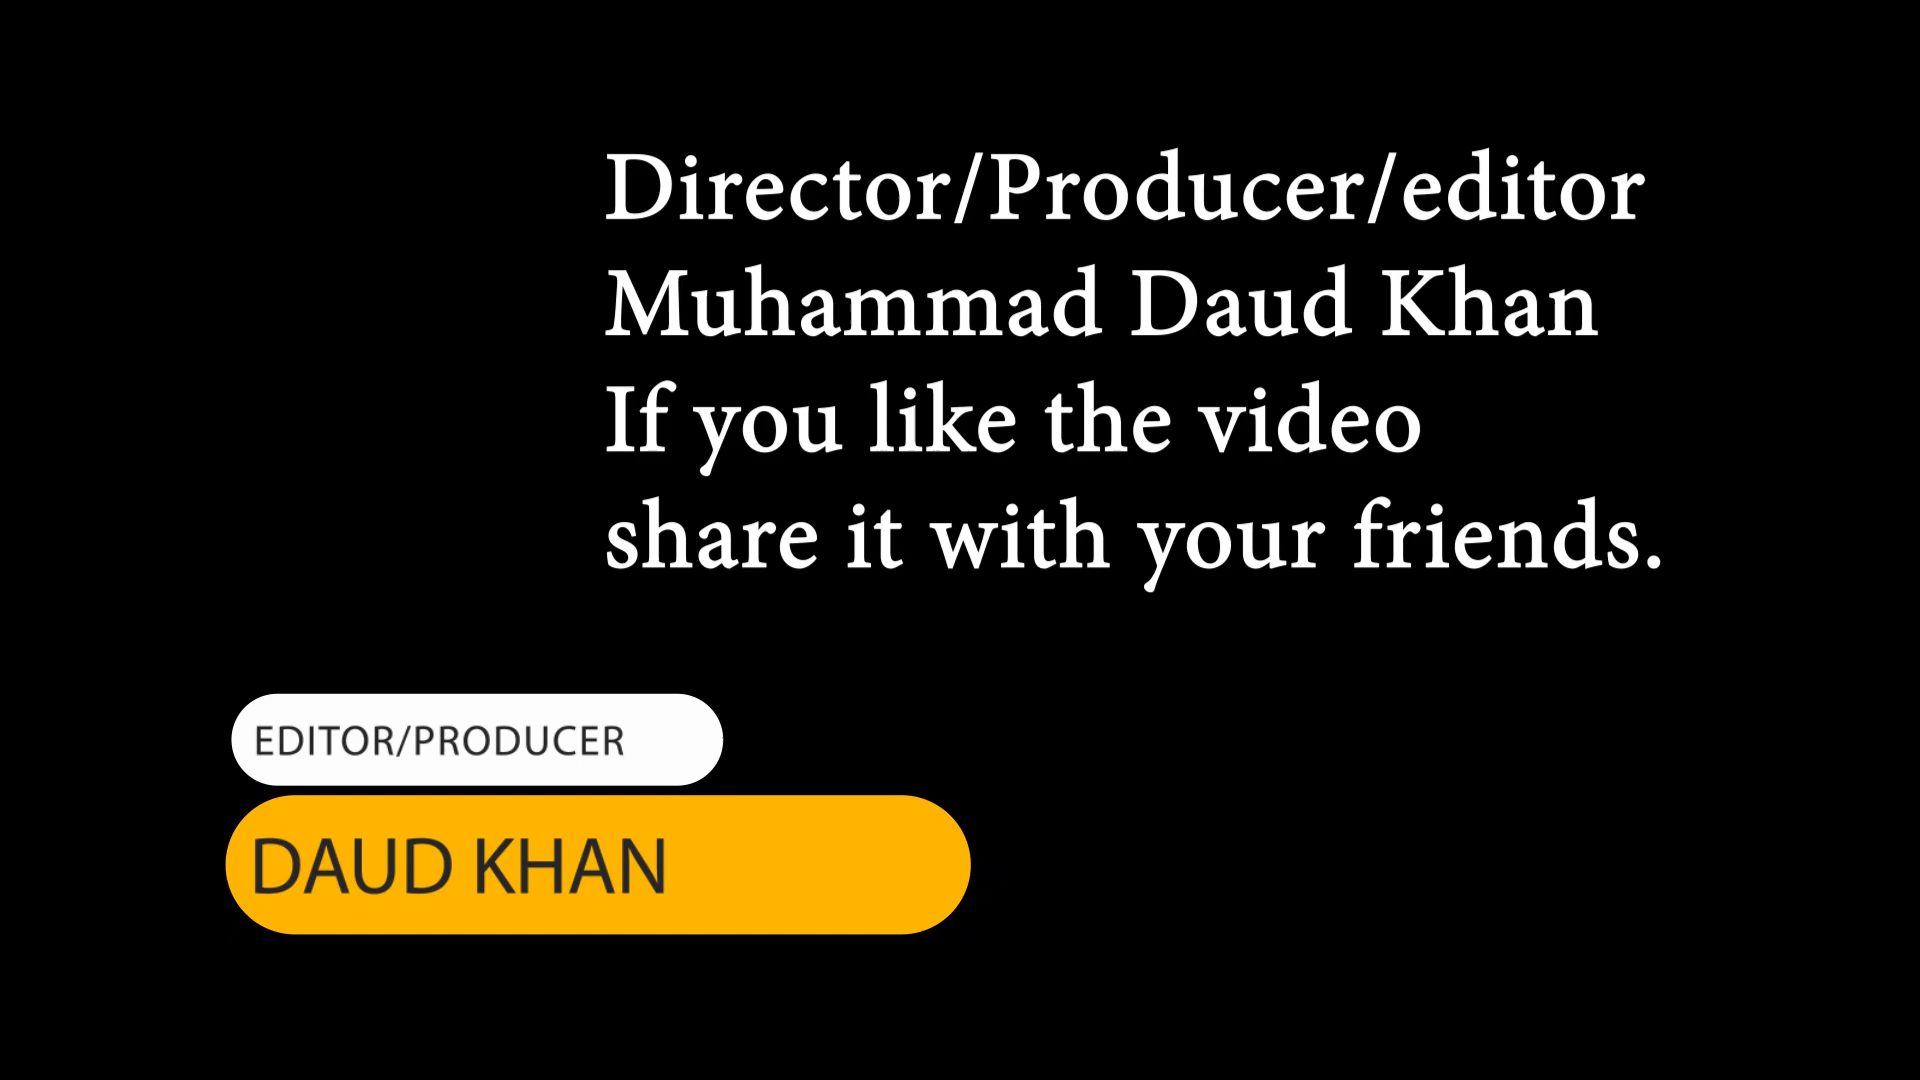 Director/Producer/editor
Muhammad Daud Khan
If you like the video
share it with your friends.
EDITOR/PRODUCER
DAUD KHAN